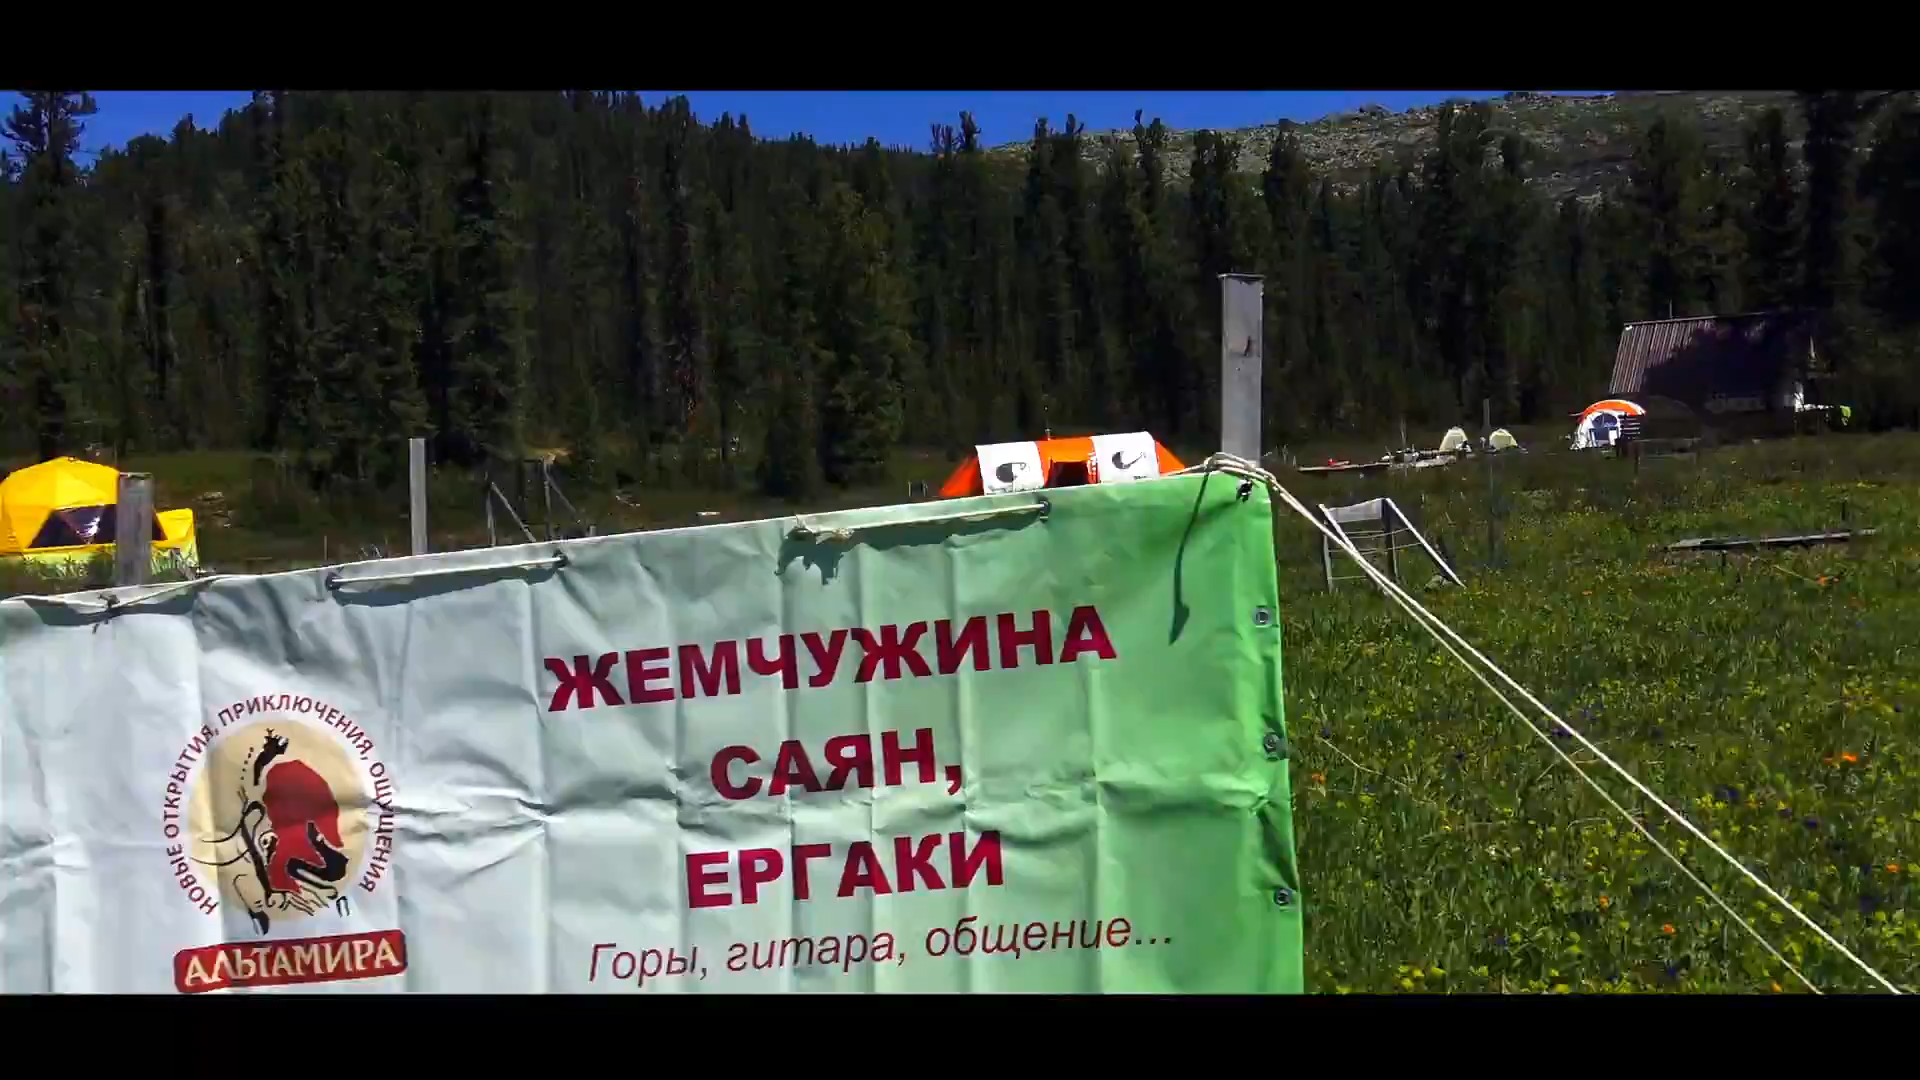 НОВЫЕ ОТКРЫТИЯ, ПРИКЛЮЧЕНИЯ, ОЩУЩЕНИЯ
АЛЬТАМИРА
ЖЕМЧУЖИНА
САЯН,
ЕРГАКИ
Горы, гитара, общение...